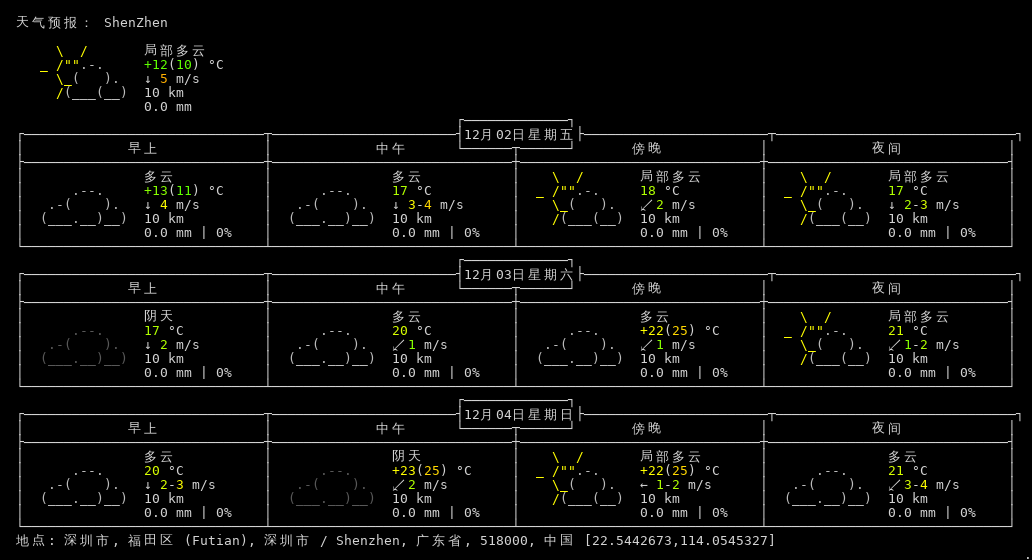 天气预报： ShenZhen
局部多云
+12(10) °C
↓ 5 m/s
10 km
0.0 mm
12月02日星期五
早上 中午 傍晚 夜间
多云 多云 局部多云 局部多云
+13(11) °C 17 °C 18 °C 17 °C
↓ 4 m/s ↓ 3-4 m/s ↙ 2 m/s ↓ 2-3 m/s
10 km 10 km 10 km 10 km
0.0 mm | 0% 0.0 mm | 0% 0.0 mm | 0% 0.0 mm | 0%
12月03日星期六
早上 中午 傍晚 夜间
阴天 多云 多云 局部多云
17 °C 20 °C +22(25) °C 21 °C
↓ 2 m/s ↙ 1 m/s ↙ 1 m/s ↙ 1-2 m/s
10 km 10 km 10 km 10 km
0.0 mm | 0% 0.0 mm | 0% 0.0 mm | 0% 0.0 mm | 0%
12月04日星期日
早上 中午 傍晚 夜间
多云 阴天 局部多云 多云
20 °C +23(25) °C +22(25) °C 21 °C
↓ 2-3 m/s ↙ 2 m/s ← 1-2 m/s ↙ 3-4 m/s
10 km 10 km 10 km 10 km
0.0 mm | 0% 0.0 mm | 0% 0.0 mm | 0% 0.0 mm | 0%
地点: 深圳市, 福田区 (Futian), 深圳市 / Shenzhen, 广东省, 518000, 中国 [22.5442673,114.0545327]